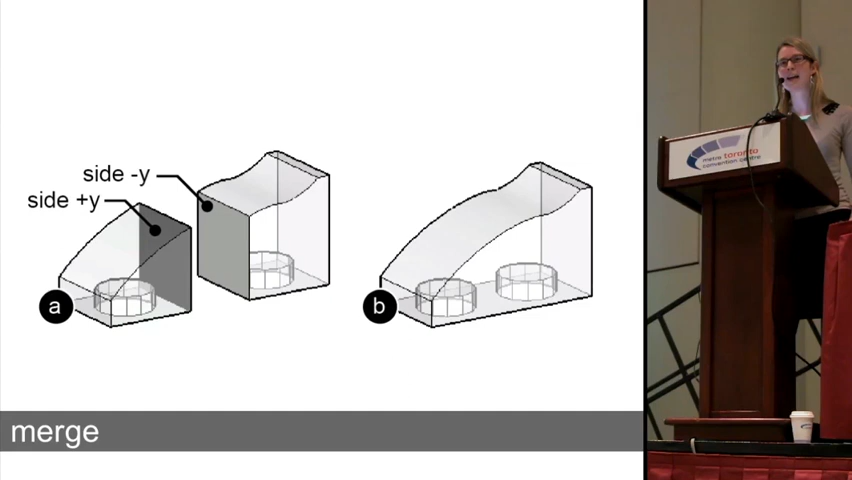 side -y
side +y
a
b
merge
metro toronto
convention centre